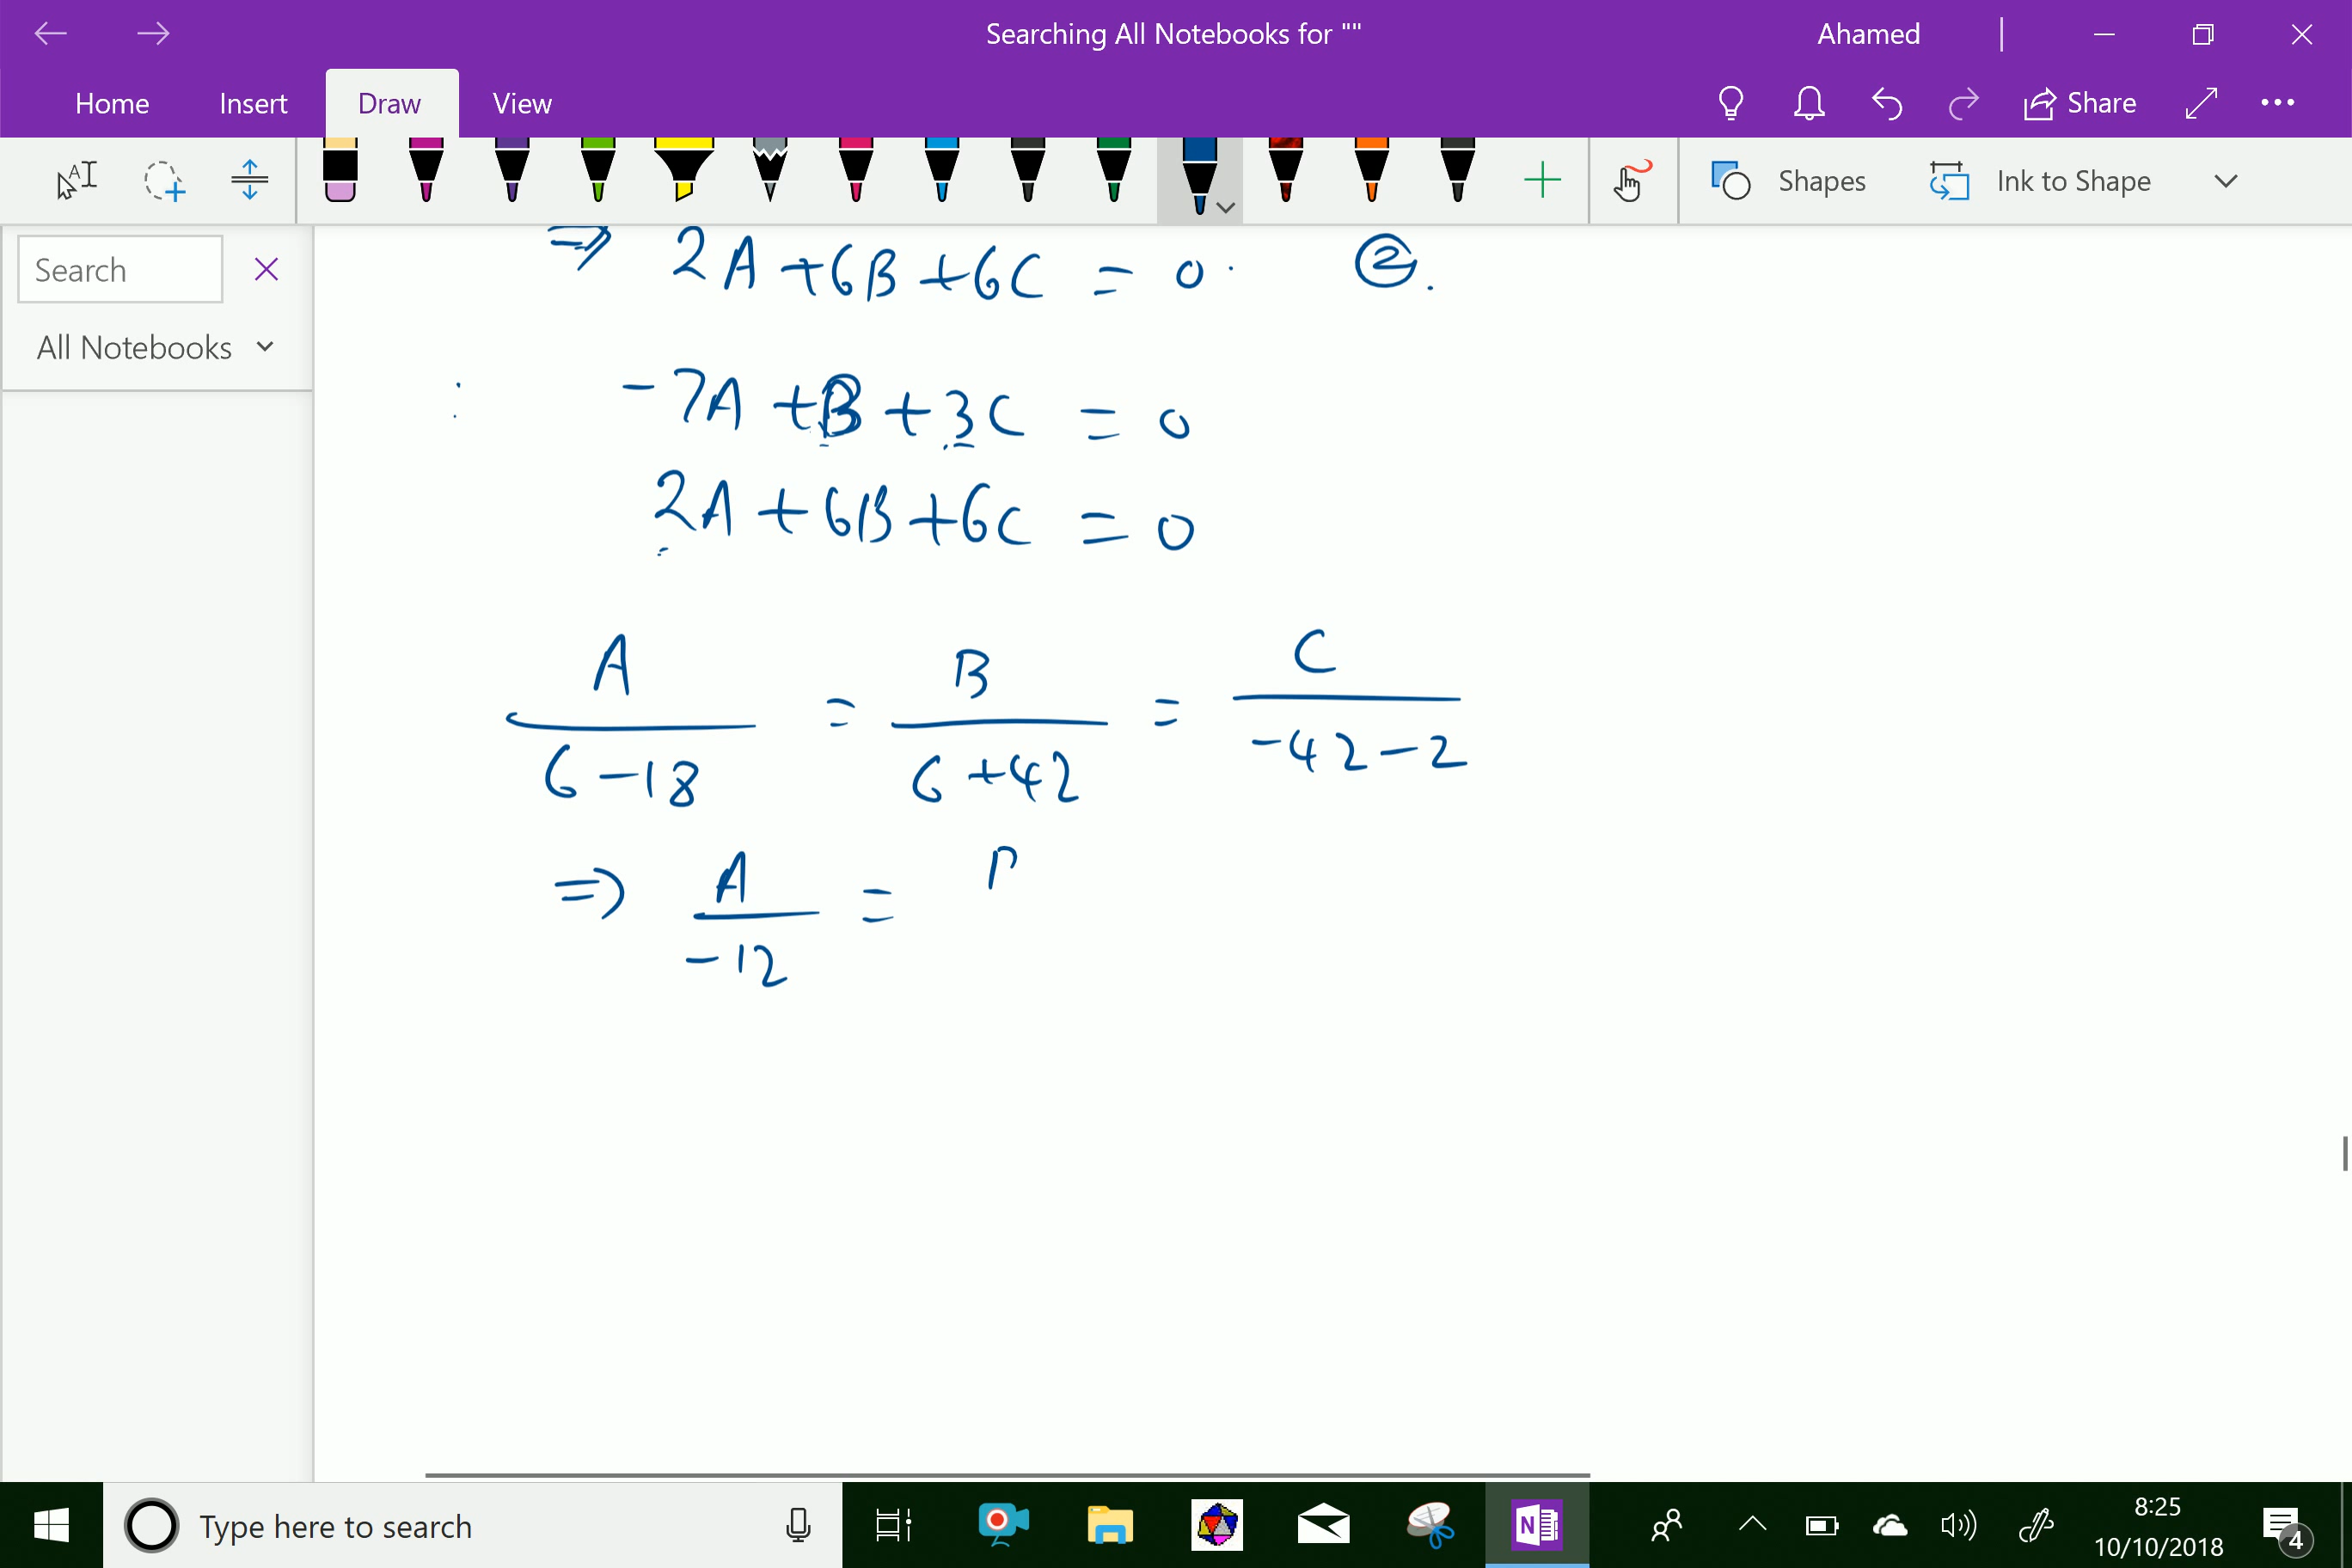 Searching All Notebooks for ""
Ahamed
Home Insert Draw View
Share
Shapes
Ink to Shape
Search
All Notebooks
⇒ 2A + 6B + 6C = 0. ②.
: -7A + B + 3C = 0
2A + 6B + 6C = 0
A = B = C
6-18 6+42 -42-2
⇒ A =
-12
Type here to search
N
8:25
10/10/2018
4